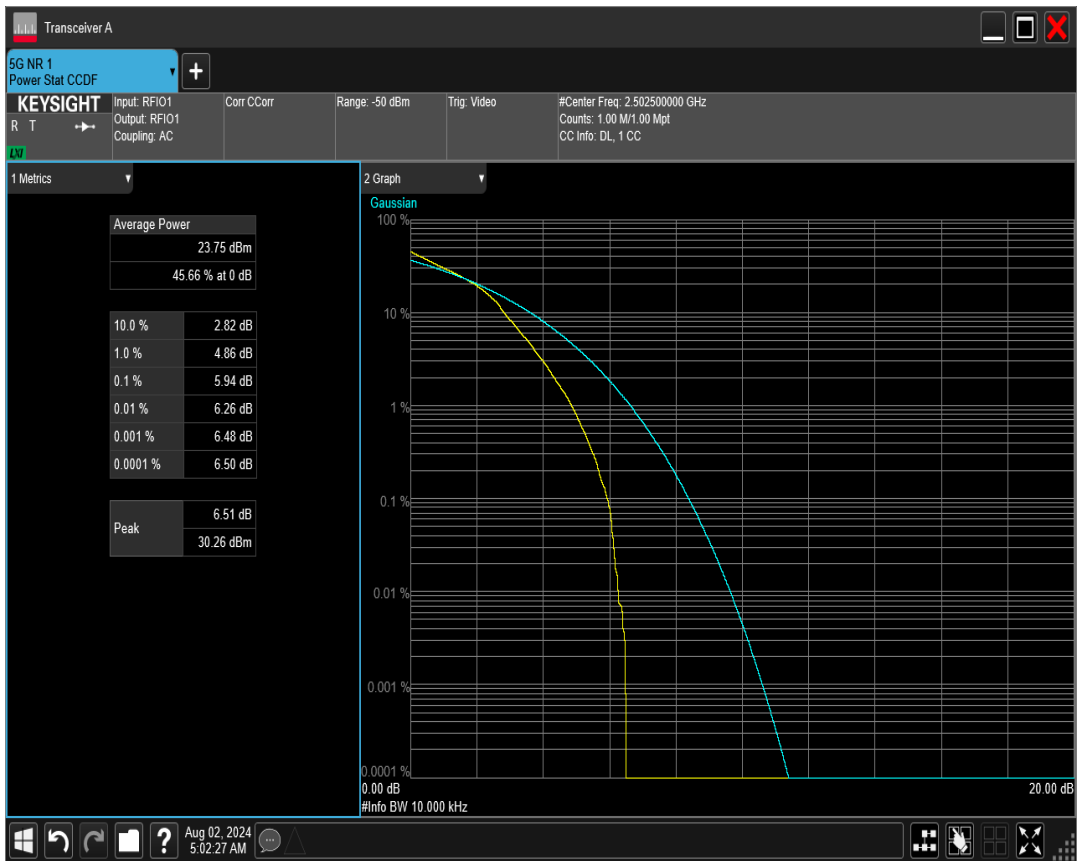 Transceiver A
5G NR 1
Power Stat CCDF
+
KEYSIGHT
R T
LXI
Input: RFIO1
Output: RFIO1
Coupling: AC
Corr CCorr
Range: -50 dBm
Trig: Video
#Center Freq: 2.502500000 GHz
Counts: 1.00 M/1.00 Mpt
CC Info: DL, 1 CC
1 Metrics
Average Power
23.75 dBm
45.66 % at 0 dB
10.0 % 2.82 dB
1.0 % 4.86 dB
0.1 % 5.94 dB
0.01 % 6.26 dB
0.001 % 6.48 dB
0.0001 % 6.50 dB
Peak
6.51 dB
30.26 dBm
2 Graph
Gaussian
100 %
10 %
1 %
0.1 %
0.01 %
0.001 %
0.0001 %
0.00 dB 20.00 dB
#Info BW 10.000 kHz
?
Aug 02, 2024
5:02:27 AM